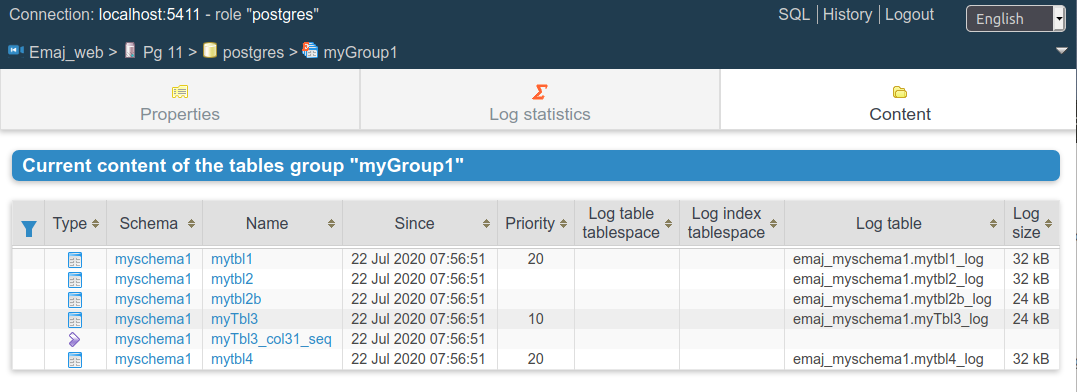 Connection: localhost:5411 - role "postgres" SQL | History | Logout English
Emaj_web > Pg 11 > postgres > myGroup1
Properties Log statistics Content
Current content of the tables group "myGroup1"
Type Schema Name Since Priority Log table tablespace Log index tablespace Log table Log size
myschema1 mytbl1 22 Jul 2020 07:56:51 20 emaj_myschema1.mytbl1_log 32 kB
myschema1 mytbl2 22 Jul 2020 07:56:51 emaj_myschema1.mytbl2_log 32 kB
myschema1 mytbl2b 22 Jul 2020 07:56:51 emaj_myschema1.mytbl2b_log 24 kB
myschema1 myTbl3 22 Jul 2020 07:56:51 10 emaj_myschema1.myTbl3_log 24 kB
myschema1 myTbl3_col31_seq 22 Jul 2020 07:56:51
myschema1 mytbl4 22 Jul 2020 07:56:51 20 emaj_myschema1.mytbl4_log 32 kB